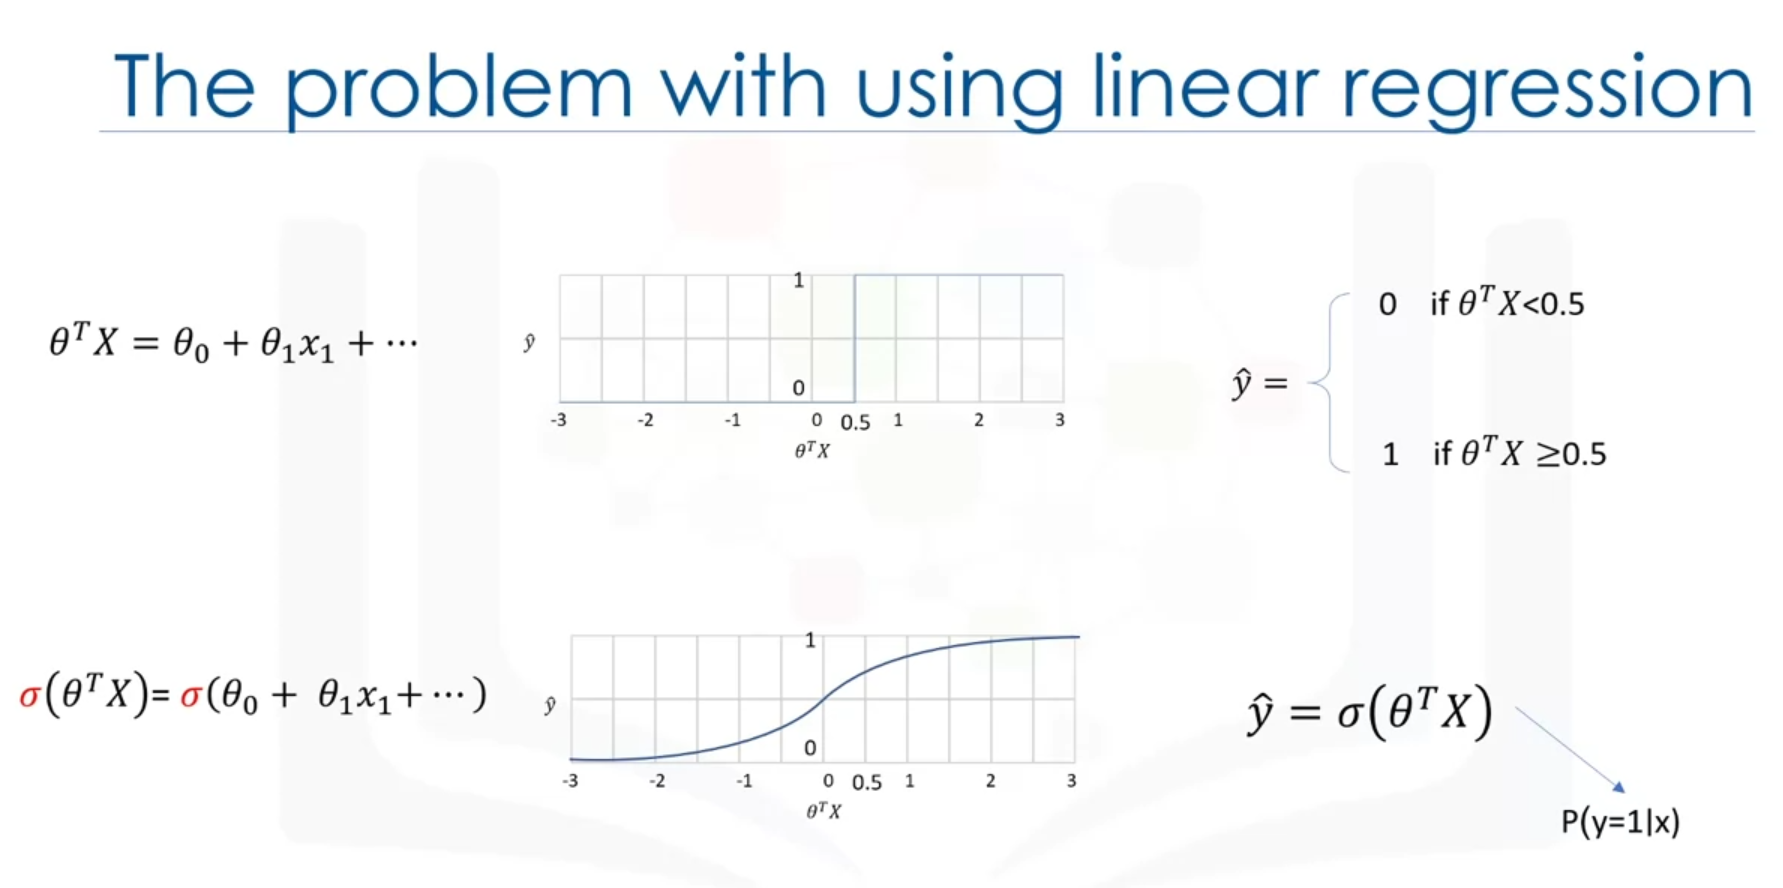 The problem with using linear regression
θᵀX = θ₀ + θ₁x₁ + ⋯
1
ŷ
0
-3 -2 -1 0 0.5 1 2 3
θᵀX
ŷ =
0 if θᵀX<0.5
1 if θᵀX ≥0.5
σ(θᵀX)= σ(θ₀ + θ₁x₁+ ⋯ )
1
ŷ
0
-3 -2 -1 0 0.5 1 2 3
θᵀX
ŷ = σ(θᵀX)
P(y=1|x)